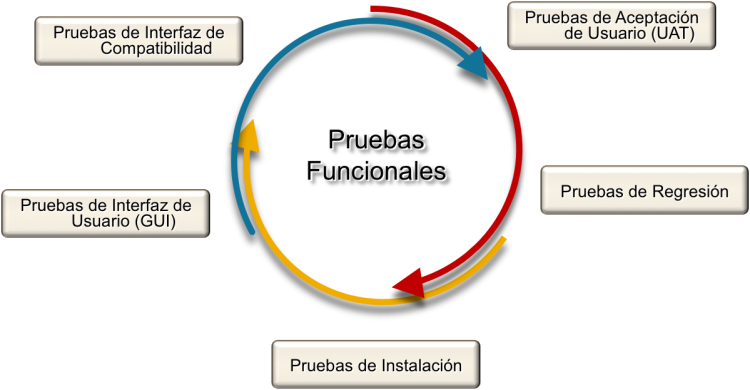 Pruebas de Interfaz de
Compatibilidad
Pruebas de Aceptación
de Usuario (UAT)
Pruebas
Funcionales
Pruebas de Interfaz de
Usuario (GUI)
Pruebas de Regresión
Pruebas de Instalación